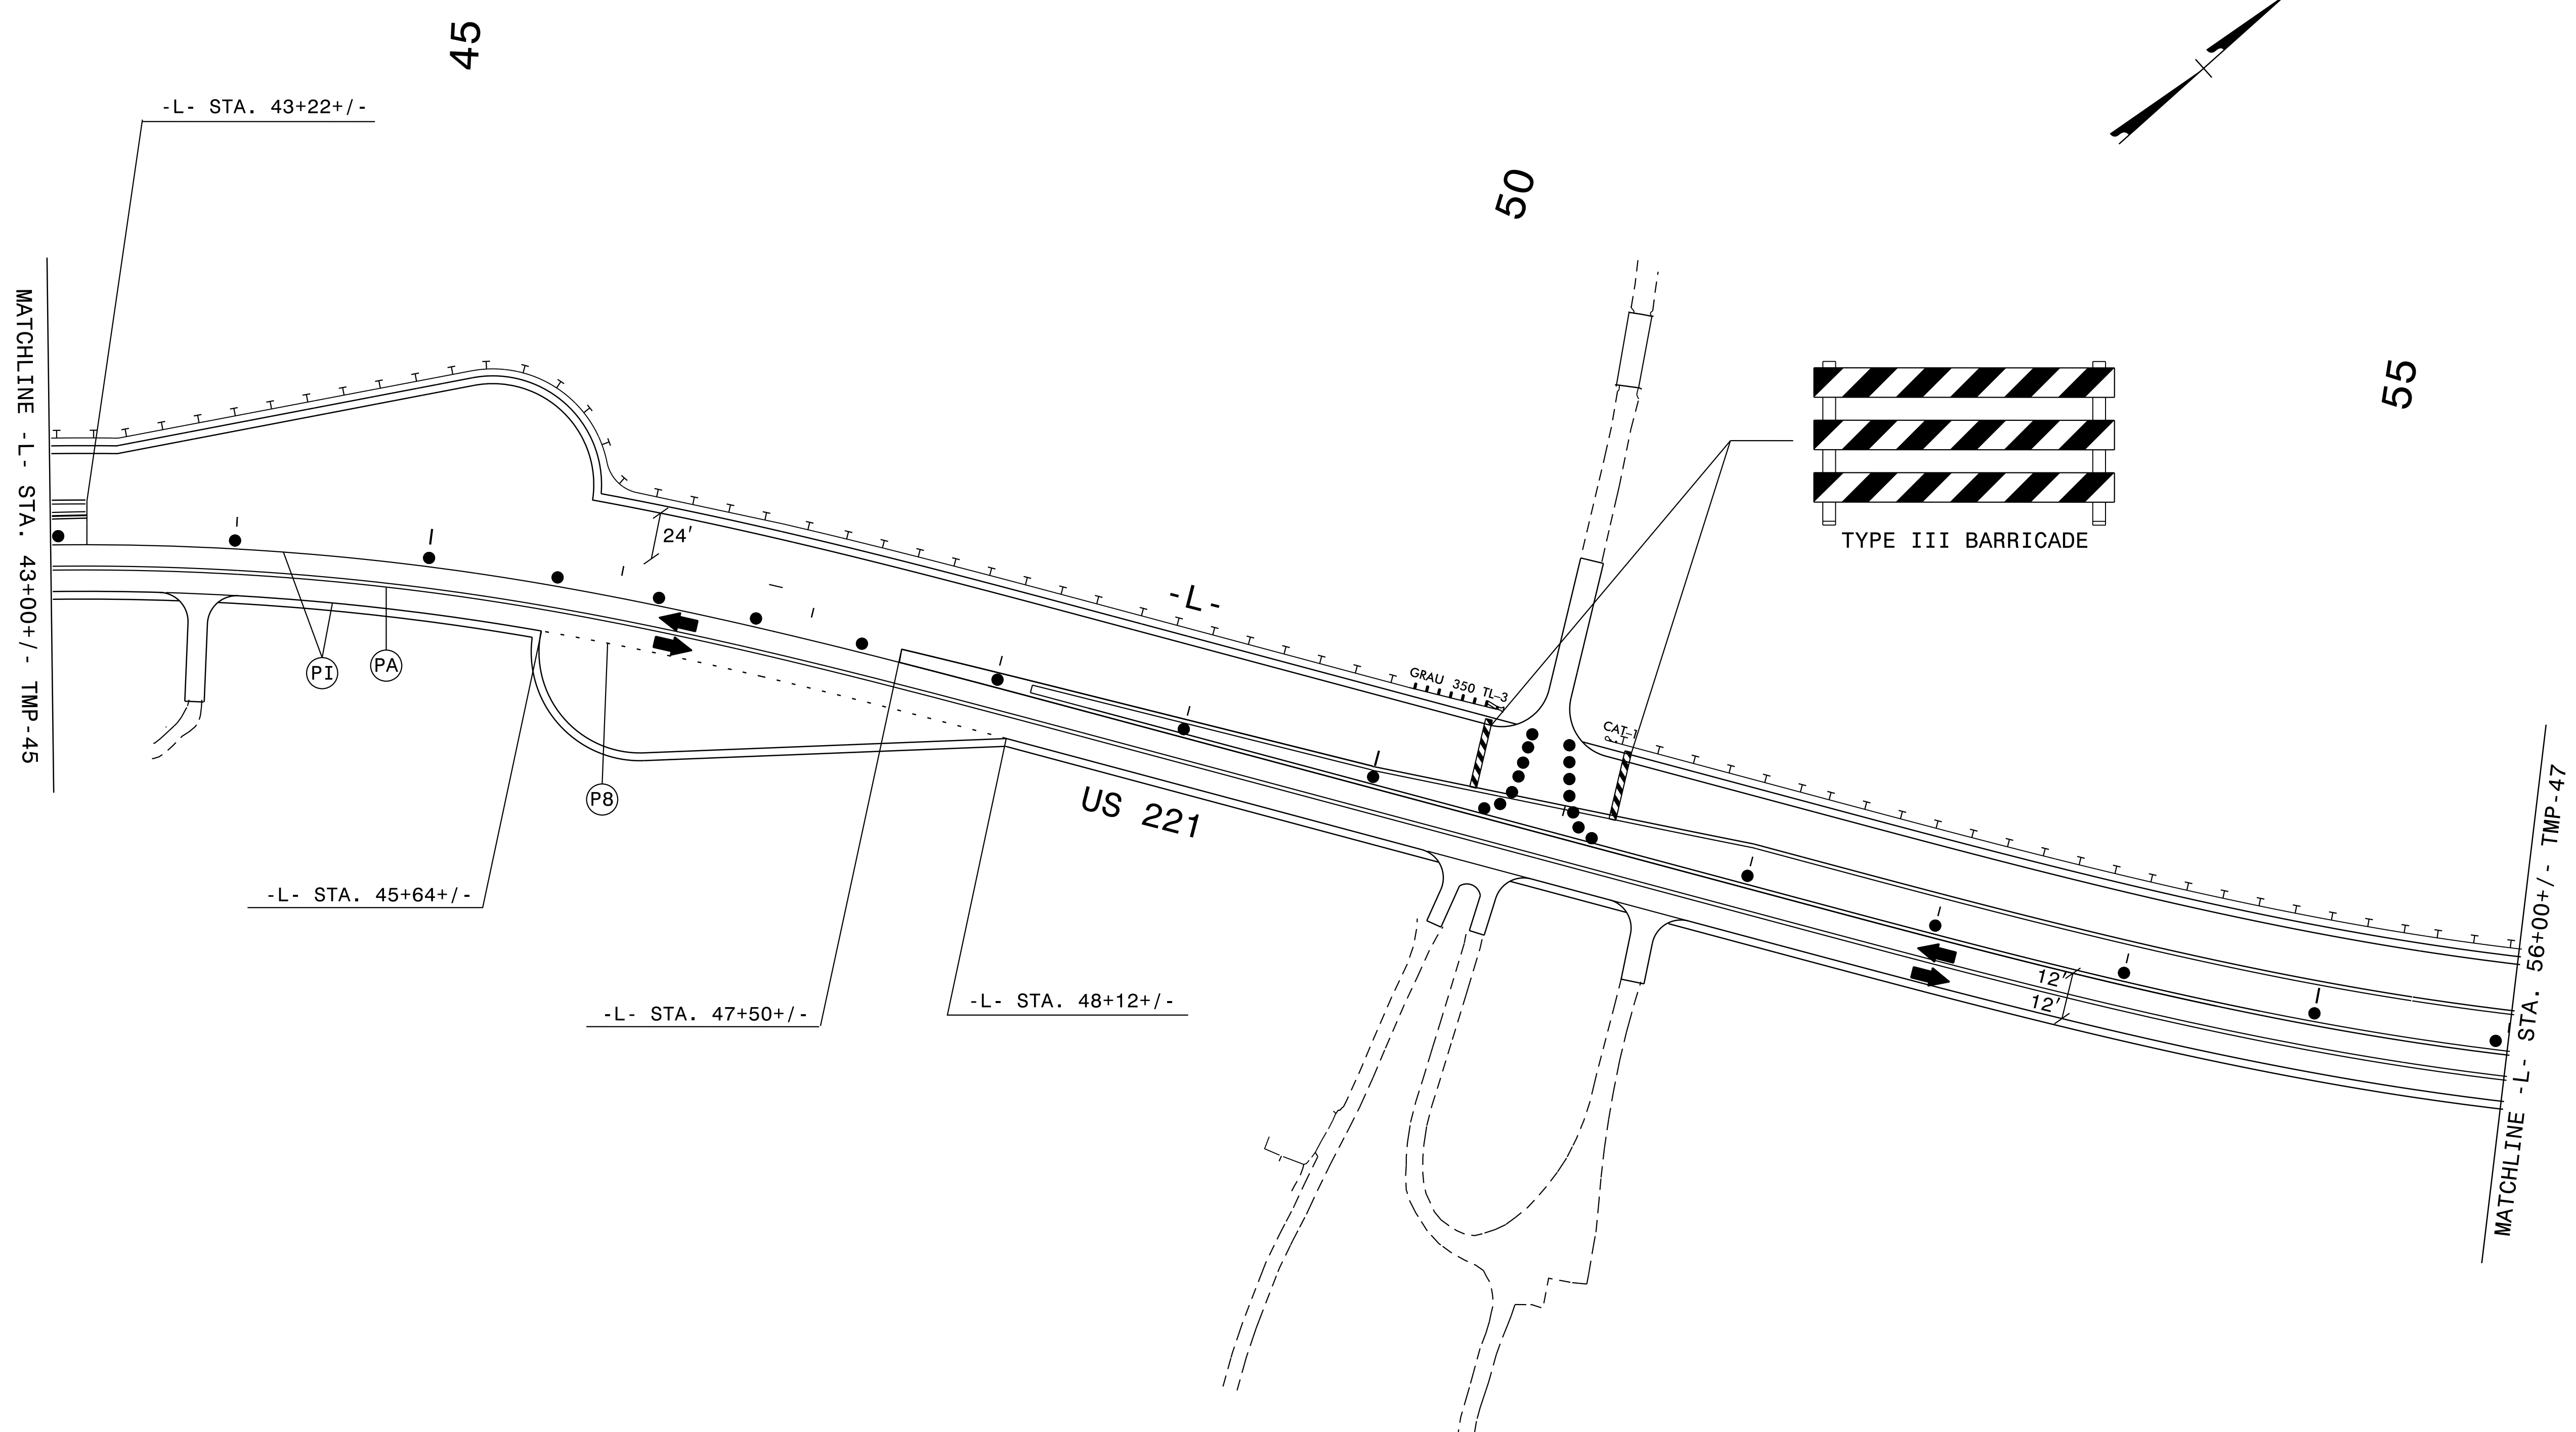 45
-L- STA. 43+22+/-
50
55
MATCHLINE -L- STA. 43+00+/- TMP-45
24'
TYPE III BARRICADE
-L-
GRAU 350 TL-3
CAT-1
PI
PA
P8
US 221
-L- STA. 45+64+/-
-L- STA. 47+50+/-
-L- STA. 48+12+/-
12'
12'
MATCHLINE -L- STA. 56+00+/- TMP-47